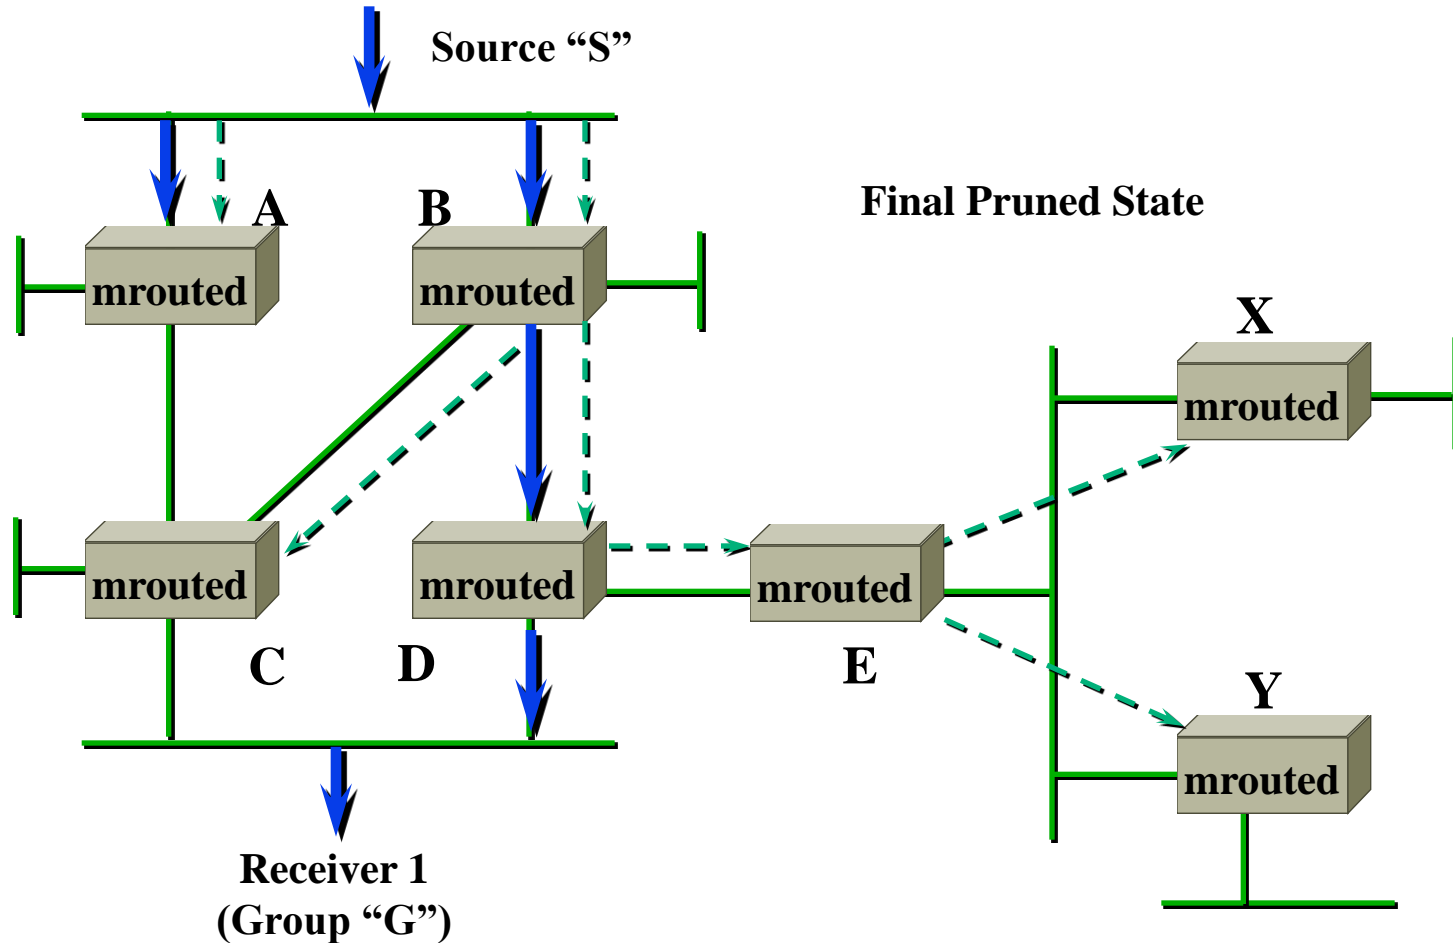 Source “S”
A
B
Final Pruned State
mrouted
mrouted
X
mrouted
mrouted
mrouted
mrouted
C
D
E
Y
mrouted
Receiver 1
(Group “G”)